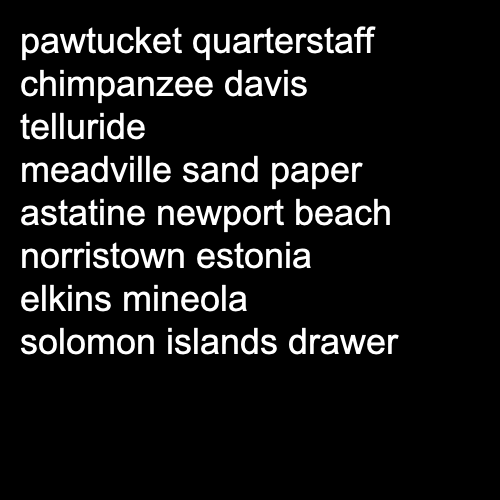 pawtucket quarterstaff
chimpanzee davis
telluride
meadville sand paper
astatine newport beach
norristown estonia
elkins mineola
solomon islands drawer